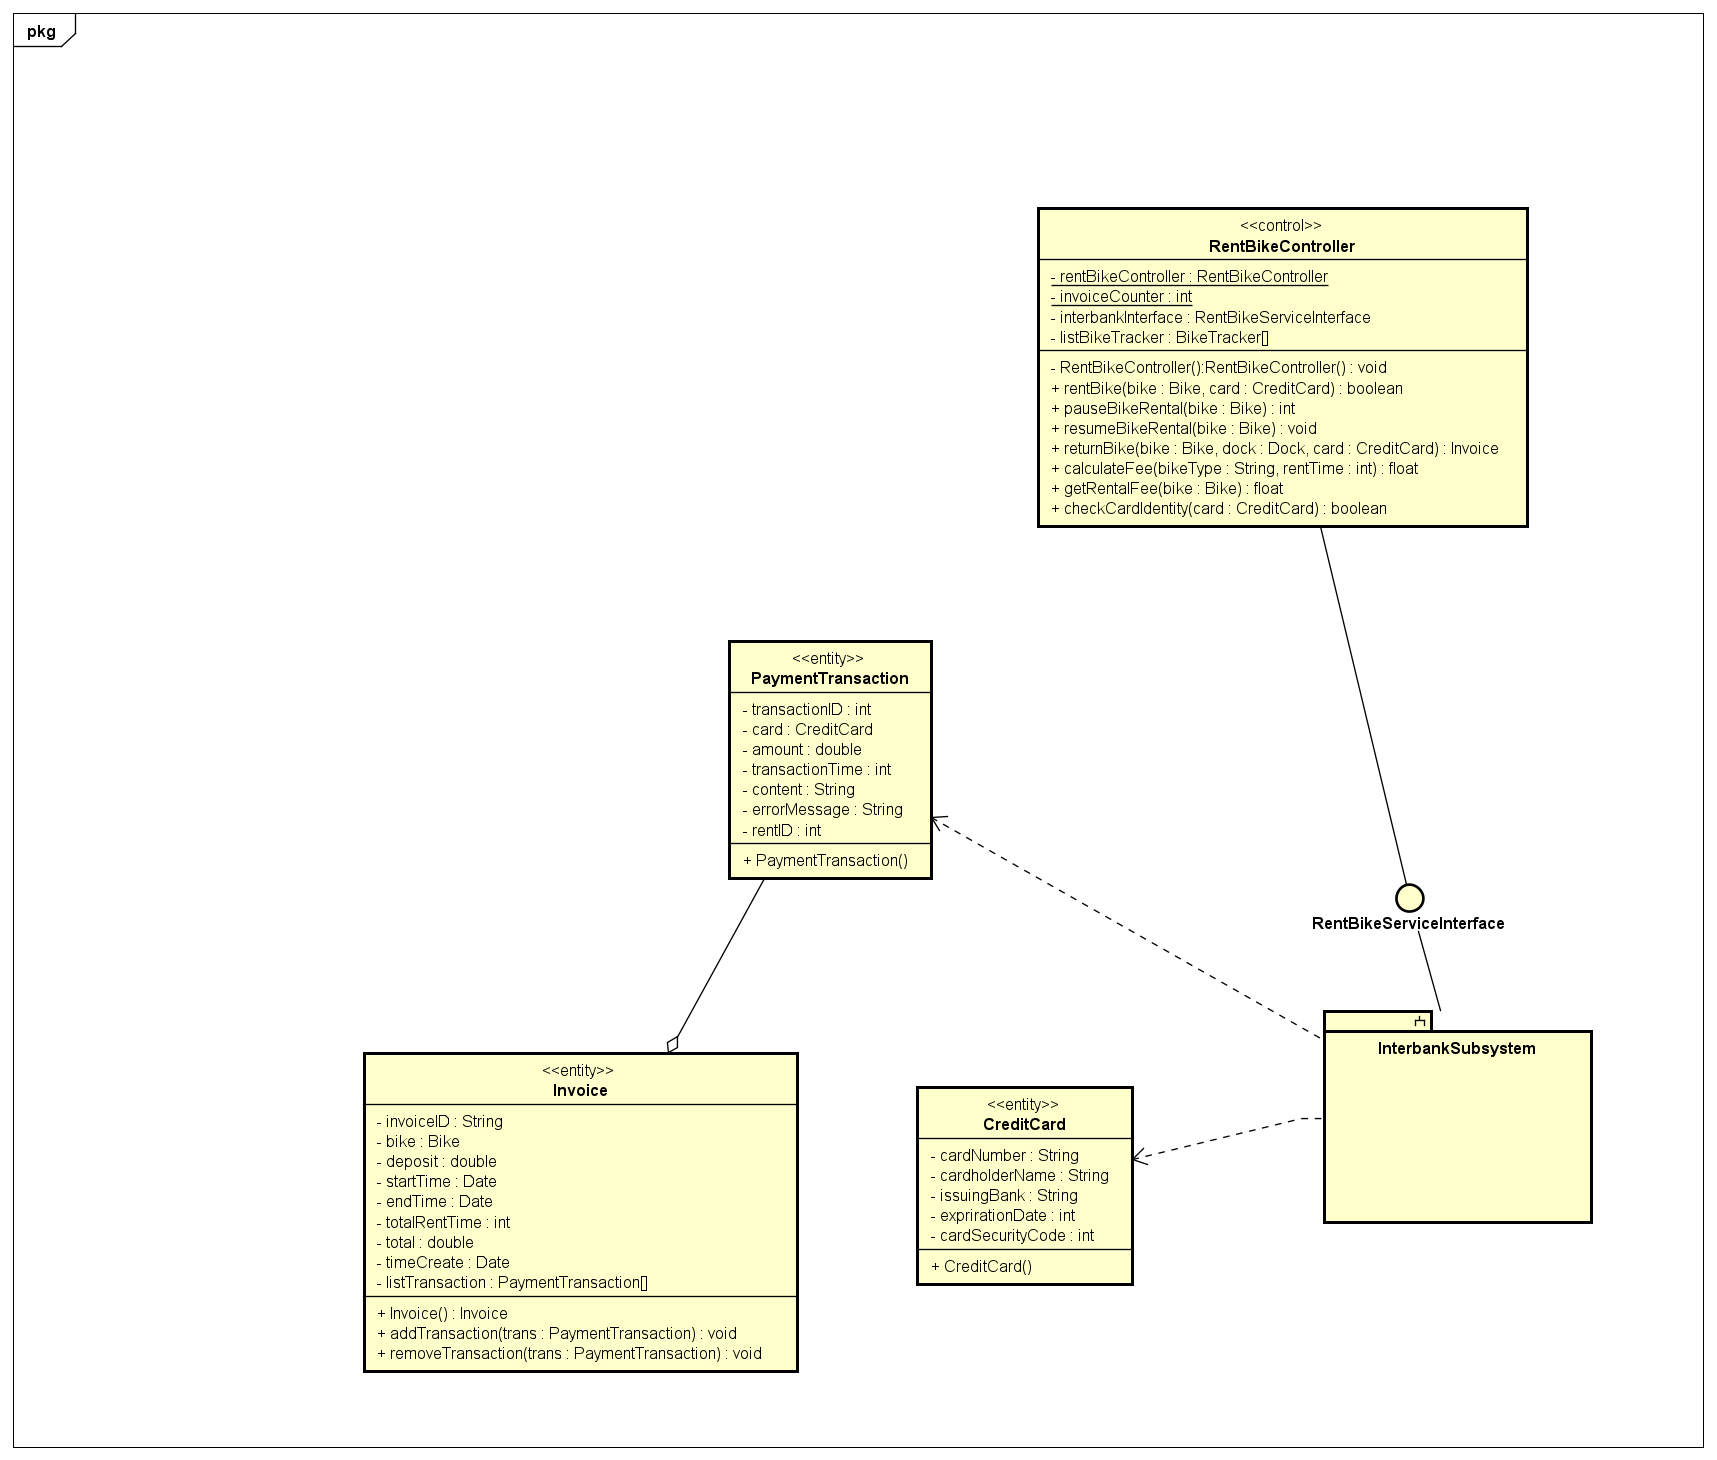 pkg
<<control>>
RentBikeController
- rentBikeController : RentBikeController
- invoiceCounter : int
- interbankInterface : RentBikeServiceInterface
- listBikeTracker : BikeTracker[]
- RentBikeController():RentBikeController() : void
+ rentBike(bike : Bike, card : CreditCard) : boolean
+ pauseBikeRental(bike : Bike) : int
+ resumeBikeRental(bike : Bike) : void
+ returnBike(bike : Bike, dock : Dock, card : CreditCard) : Invoice
+ calculateFee(bikeType : String, rentTime : int) : float
+ getRentalFee(bike : Bike) : float
+ checkCardIdentity(card : CreditCard) : boolean
<<entity>>
PaymentTransaction
- transactionID : int
- card : CreditCard
- amount : double
- transactionTime : int
- content : String
- errorMessage : String
- rentID : int
+ PaymentTransaction()
RentBikeServiceInterface
InterbankSubsystem
<<entity>>
Invoice
- invoiceID : String
- bike : Bike
- deposit : double
- startTime : Date
- endTime : Date
- totalRentTime : int
- total : double
- timeCreate : Date
- listTransaction : PaymentTransaction[]
+ Invoice() : Invoice
+ addTransaction(trans : PaymentTransaction) : void
+ removeTransaction(trans : PaymentTransaction) : void
<<entity>>
CreditCard
- cardNumber : String
- cardholderName : String
- issuingBank : String
- exprirationDate : int
- cardSecurityCode : int
+ CreditCard()